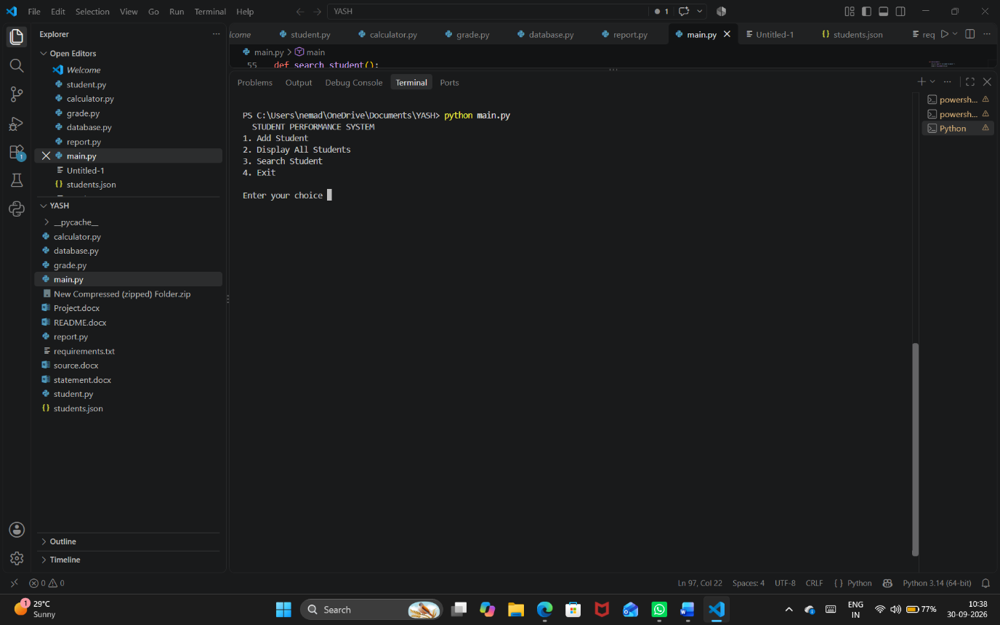 File Edit Selection View Go Run Terminal Help
YASH
1
Explorer
Open Editors
Welcome
student.py
calculator.py
grade.py
database.py
report.py
main.py
Untitled-1
students.json
YASH
__pycache__
calculator.py
database.py
grade.py
main.py
New Compressed (zipped) Folder.zip
Project.docx
README.docx
report.py
requirements.txt
source.docx
statement.docx
student.py
students.json
Outline
Timeline
1
lcome student.py calculator.py grade.py database.py report.py main.py Untitled-1 students.json req
main.py > main
55 def search_student():
Problems Output Debug Console Terminal Ports
PS C:\Users\nemad\OneDrive\Documents\YASH> python main.py
STUDENT PERFORMANCE SYSTEM
1. Add Student
2. Display All Students
3. Search Student
4. Exit
Enter your choice
powersh...
powersh...
Python
0 0
Ln 97, Col 22 Spaces: 4 UTF-8 CRLF { } Python Python 3.14 (64-bit)
1
29°C
Sunny
Search
ENG
IN
77%
10:38
30-09-2026